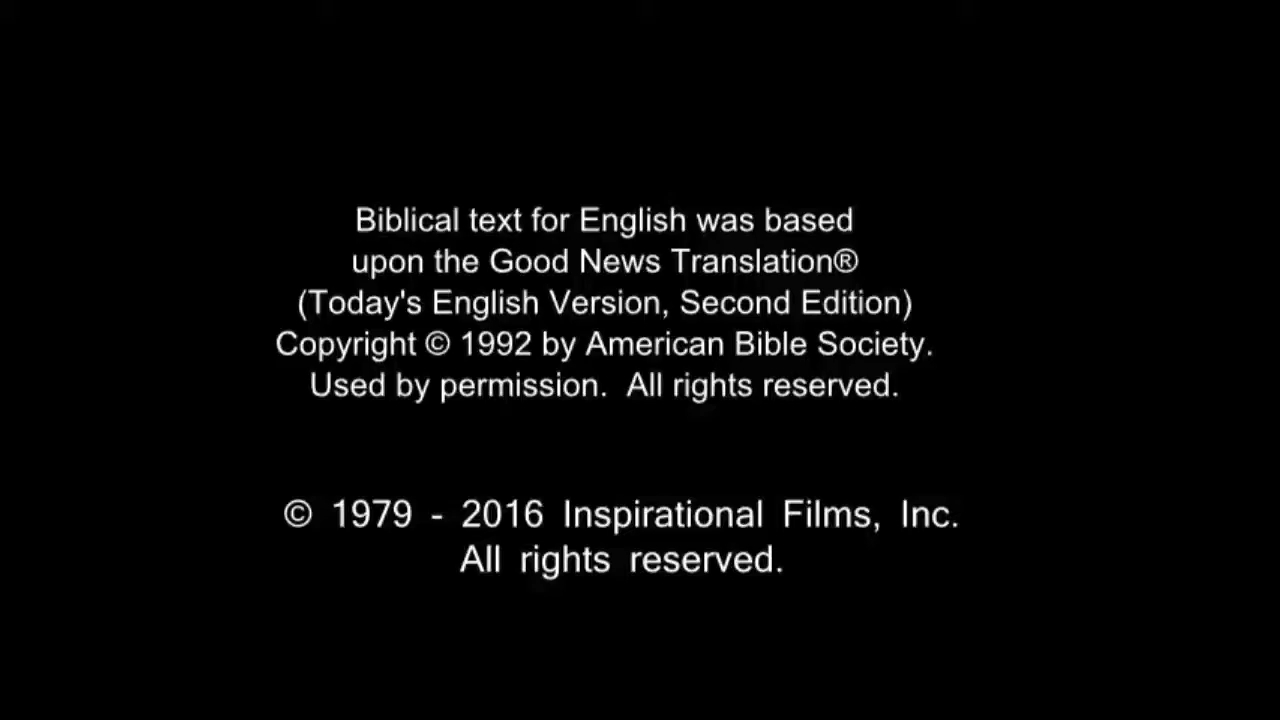 Biblical text for English was based
upon the Good News Translation®
(Today's English Version, Second Edition)
Copyright © 1992 by American Bible Society.
Used by permission.  All rights reserved.
© 1979 - 2016 Inspirational Films, Inc.
All rights reserved.